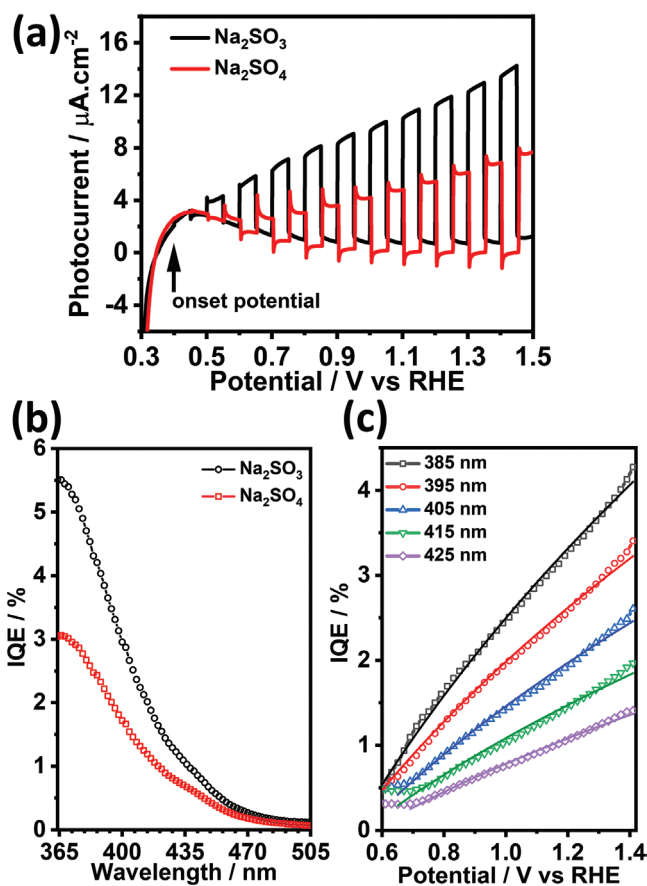 (a)
Photocurrent / μA.cm⁻²
16
12
8
4
0
-4
Na₂SO₃
Na₂SO₄
onset potential
0.3 0.5 0.7 0.9 1.1 1.3 1.5
Potential / V vs RHE
(b)
IQE / %
6
5
4
3
2
1
0
Na₂SO₃
Na₂SO₄
365 400 435 470 505
Wavelength / nm
(c)
IQE / %
4
3
2
1
0
385 nm
395 nm
405 nm
415 nm
425 nm
0.6 0.8 1.0 1.2 1.4
Potential / V vs RHE